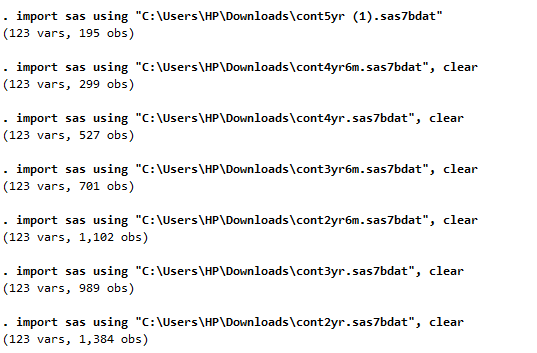 . import sas using "C:\Users\HP\Downloads\cont5yr (1).sas7bdat"
(123 vars, 195 obs)
. import sas using "C:\Users\HP\Downloads\cont4yr6m.sas7bdat", clear
(123 vars, 299 obs)
. import sas using "C:\Users\HP\Downloads\cont4yr.sas7bdat", clear
(123 vars, 527 obs)
. import sas using "C:\Users\HP\Downloads\cont3yr6m.sas7bdat", clear
(123 vars, 701 obs)
. import sas using "C:\Users\HP\Downloads\cont2yr6m.sas7bdat", clear
(123 vars, 1,102 obs)
. import sas using "C:\Users\HP\Downloads\cont3yr.sas7bdat", clear
(123 vars, 989 obs)
. import sas using "C:\Users\HP\Downloads\cont2yr.sas7bdat", clear
(123 vars, 1,384 obs)